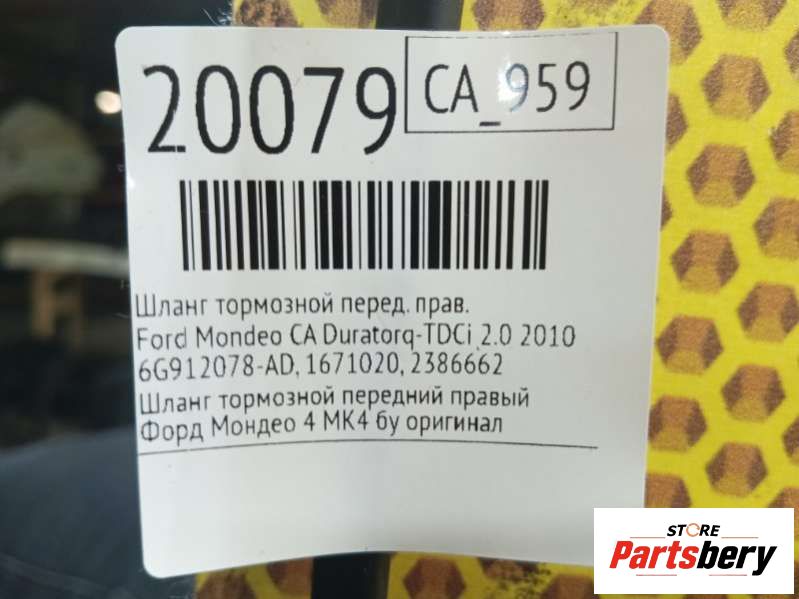 20079
CA_959
Шланг тормозной перед. прав.
Ford Mondeo CA Duratorq-TDCi 2.0 2010
6G912078-AD, 1671020, 2386662
Шланг тормозной передний правый
Форд Мондео 4 МК4 бу оригинал
STORE
Partsbery